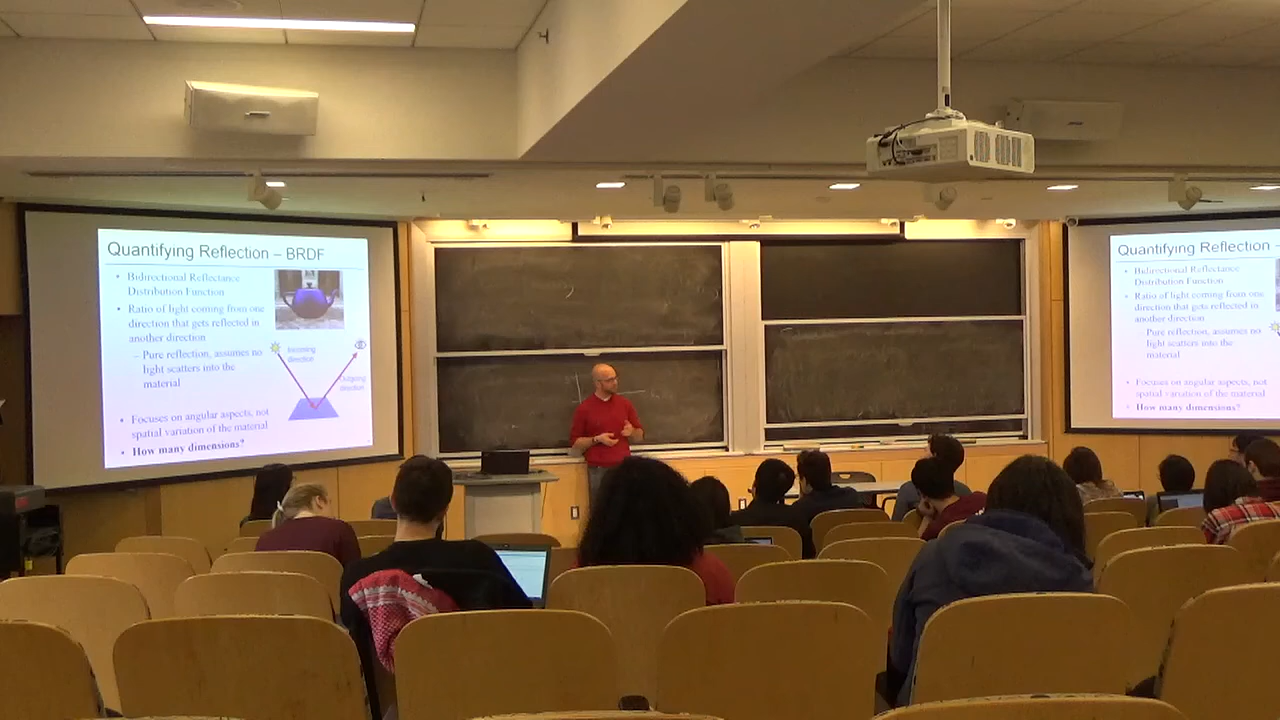 Quantifying Reflection – BRDF
• Bidirectional Reflectance
Distribution Function
• Ratio of light coming from one
direction that gets reflected in
another direction
– Pure reflection, assumes no
light scatters into the
material
Incoming
direction
Outgoing
direction
• Focuses on angular aspects, not
spatial variation of the material
• How many dimensions?
Quantifying Reflection –
• Bidirectional Reflectance
Distribution Function
• Ratio of light coming from one
direction that gets reflected in
another direction
Pure reflection, assumes no
light scatters into the
material
• Focuses on angular aspects, not
spatial variation of the material
• How many dimensions?